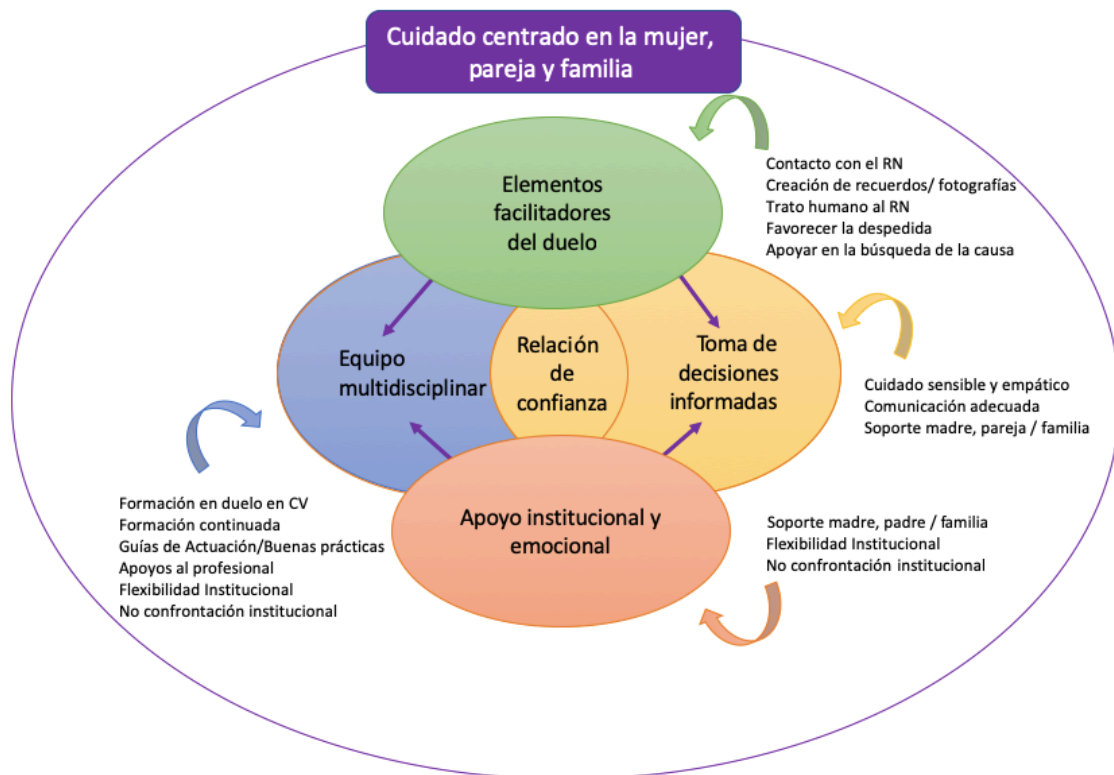 Cuidado centrado en la mujer,
pareja y familia
Elementos
facilitadores
del duelo
Contacto con el RN
Creación de recuerdos/ fotografías
Trato humano al RN
Favorecer la despedida
Apoyar en la búsqueda de la causa
Equipo
multidisciplinar
Relación
de
confianza
Toma de
decisiones
informadas
Cuidado sensible y empático
Comunicación adecuada
Soporte madre, pareja / familia
Formación en duelo en CV
Formación continuada
Guías de Actuación/Buenas prácticas
Apoyos al profesional
Flexibilidad Institucional
No confrontación institucional
Apoyo institucional y
emocional
Soporte madre, padre / familia
Flexibilidad Institucional
No confrontación institucional